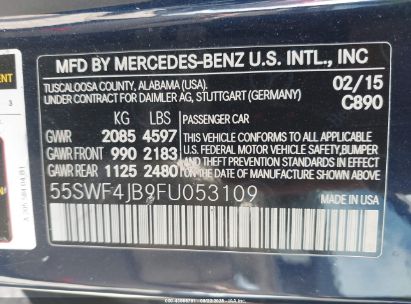 MFD BY MERCEDES-BENZ U.S. INTL., INC
TUSCALOOSA COUNTY, ALABAMA (USA). 02/15
UNDER CONTRACT FOR DAIMLER AG, STUTTGART (GERMANY) C890
KG LBS PASSENGER CAR
GVWR 2085 4597
GAWR FRONT 990 2183
GAWR REAR 1125 2480
THIS VEHICLE CONFORMS TO ALL APPLICABLE
U.S. FEDERAL MOTOR VEHICLE SAFETY, BUMPER
AND THEFT PREVENTION STANDARDS IN EFFECT
ON THE DATE OF MANUFACTURE SHOWN ABOVE.
55SWF4JB9FU053109
MADE IN USA
3